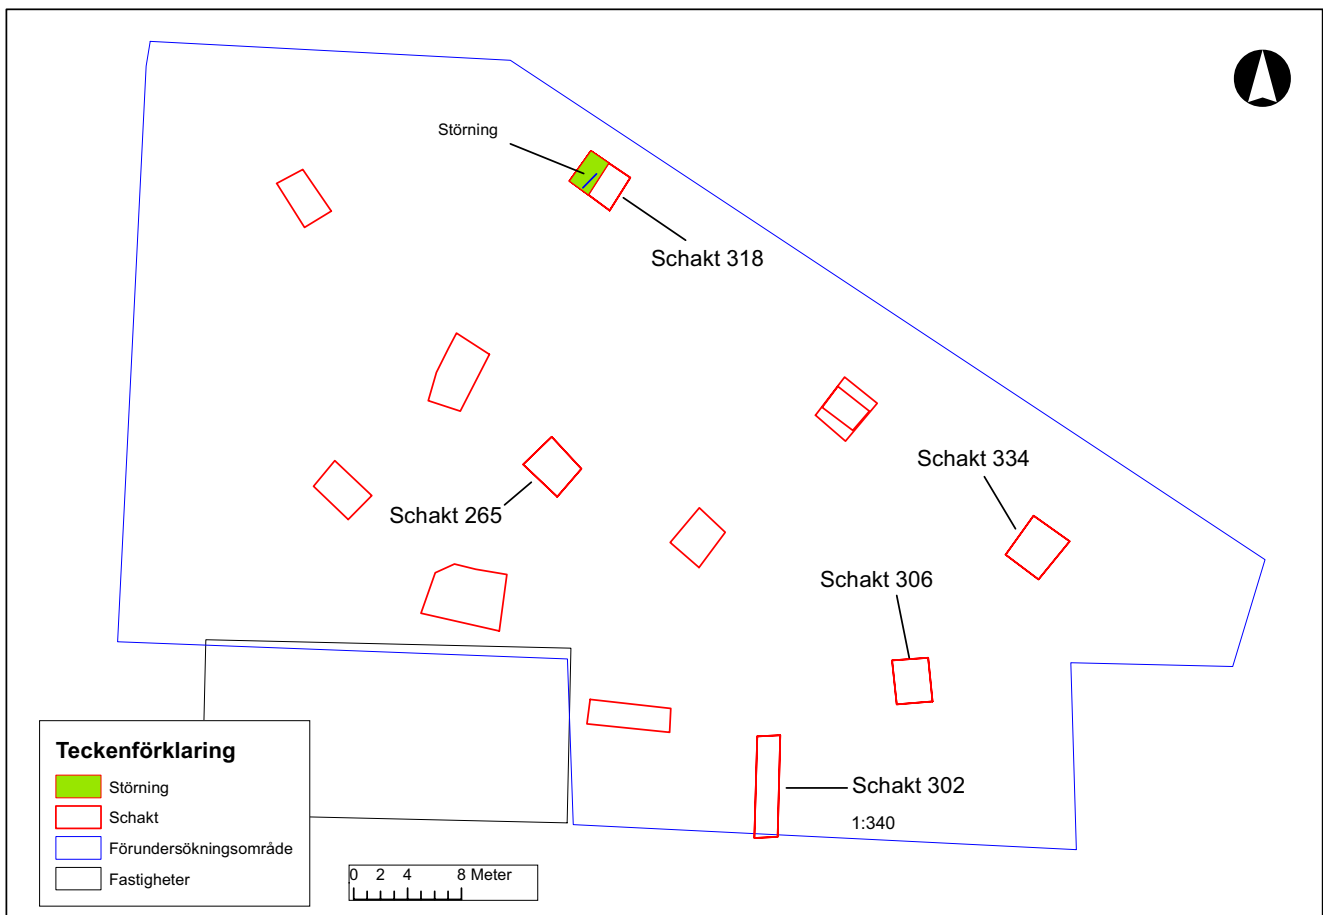 Störning
Schakt 318
Schakt 334
Schakt 265
Schakt 306
Schakt 302
1:340
Teckenförklaring
Störning
Schakt
Förundersökningsområde
Fastigheter
0 2 4 8 Meter